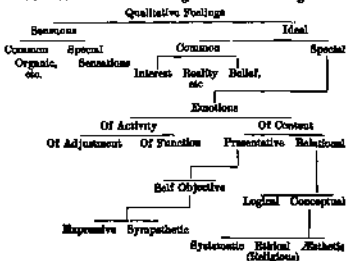 Qualitative Feelings
Sensuous Ideal
Common Special Common Special
Organic, Sensations
etc. Interest Reality Belief,
etc
Emotions
Of Activity Of Content
Of Adjustment Of Function Presentative Relational
Self Objective
Logical Conceptual
Expressive Sympathetic
Systematic Ethical Æsthetic
(Religious)